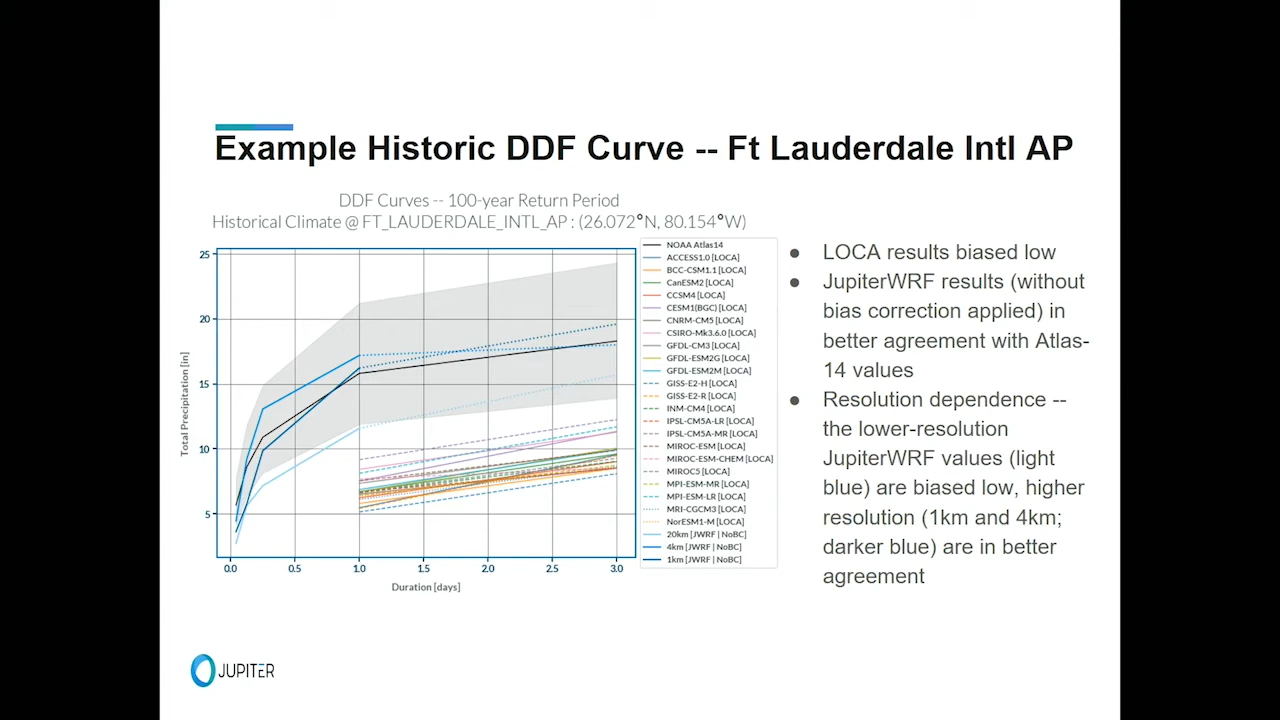 Example Historic DDF Curve -- Ft Lauderdale Intl AP
DDF Curves -- 100-year Return Period
Historical Climate @ FT_LAUDERDALE_INTL_AP : (26.072°N, 80.154°W)
Total Precipitation [in]
25
20
15
10
5
0.0 0.5 1.0 1.5 2.0 2.5 3.0
Duration [days]
NOAA Atlas14
ACCESS1.0 [LOCA]
BCC-CSM1.1 [LOCA]
CanESM2 [LOCA]
CCSM4 [LOCA]
CESM1(BGC) [LOCA]
CNRM-CM5 [LOCA]
CSIRO-Mk3.6.0 [LOCA]
GFDL-CM3 [LOCA]
GFDL-ESM2G [LOCA]
GFDL-ESM2M [LOCA]
GISS-E2-H [LOCA]
GISS-E2-R [LOCA]
INM-CM4 [LOCA]
IPSL-CM5A-LR [LOCA]
IPSL-CM5A-MR [LOCA]
MIROC-ESM [LOCA]
MIROC-ESM-CHEM [LOCA]
MIROC5 [LOCA]
MPI-ESM-MR [LOCA]
MPI-ESM-LR [LOCA]
MRI-CGCM3 [LOCA]
NorESM1-M [LOCA]
20km [JWRF | NoBC]
4km [JWRF | NoBC]
1km [JWRF | NoBC]
● LOCA results biased low
● JupiterWRF results (without
bias correction applied) in
better agreement with Atlas-
14 values
● Resolution dependence --
the lower-resolution
JupiterWRF values (light
blue) are biased low, higher
resolution (1km and 4km;
darker blue) are in better
agreement
JUPITER